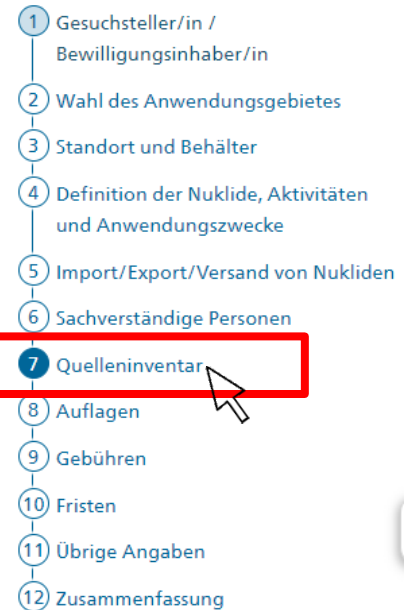 1 Gesuchsteller/in /
Bewilligungsinhaber/in
2 Wahl des Anwendungsgebietes
3 Standort und Behälter
4 Definition der Nuklide, Aktivitäten
und Anwendungszwecke
5 Import/Export/Versand von Nukliden
6 Sachverständige Personen
7 Quelleninventar
8 Auflagen
9 Gebühren
10 Fristen
11 Übrige Angaben
12 Zusammenfassung